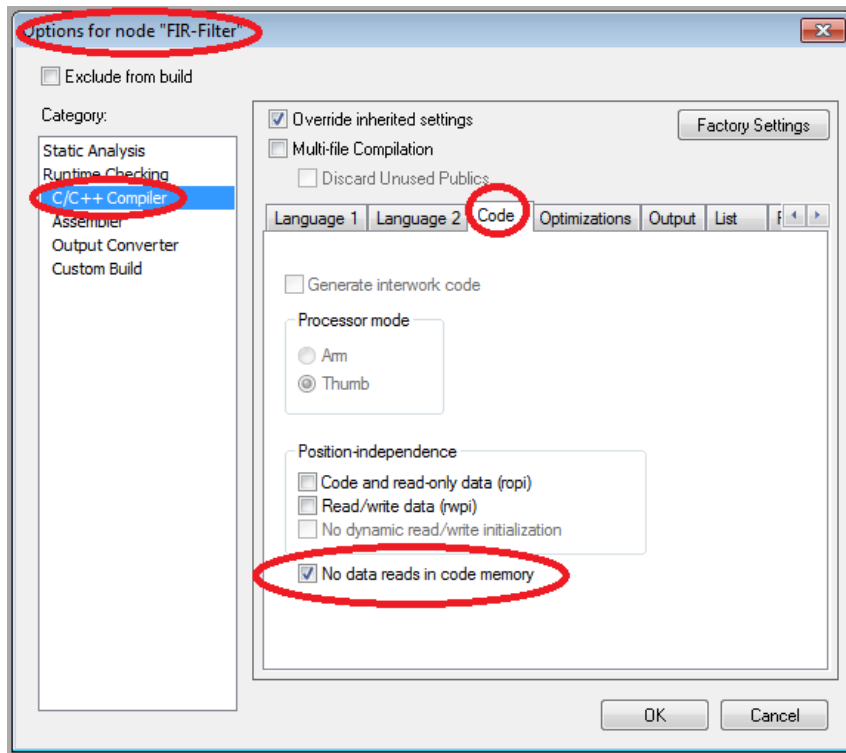 Options for node "FIR-Filter"
Exclude from build
Category:
Static Analysis
Runtime Checking
C/C++ Compiler
Assembler
Output Converter
Custom Build
Override inherited settings
Factory Settings
Multi-file Compilation
Discard Unused Publics
Language 1 Language 2 Code Optimizations Output List
Generate interwork code
Processor mode
Arm
Thumb
Position-independence
Code and read-only data (ropi)
Read/write data (rwpi)
No dynamic read/write initialization
No data reads in code memory
OK Cancel